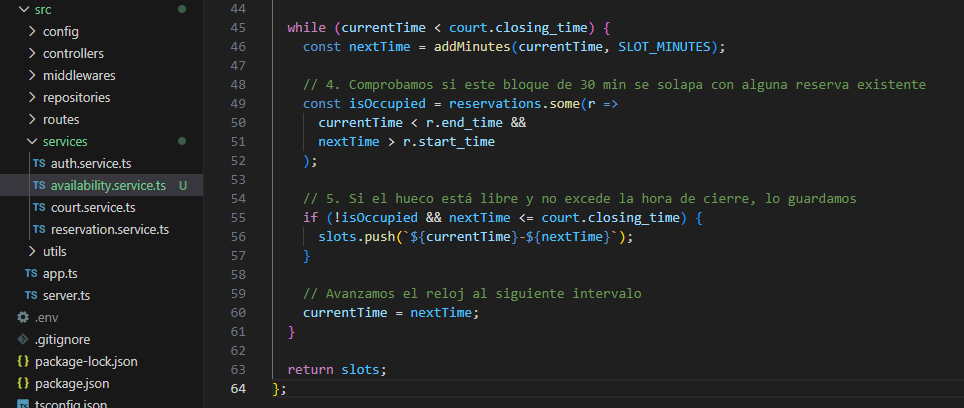 src
config
controllers
middlewares
repositories
routes
services
TS auth.service.ts
TS availability.service.ts U
TS court.service.ts
TS reservation.service.ts
utils
TS app.ts
TS server.ts
.env
.gitignore
{} package-lock.json
{} package.json
tsconfig.json
44
45 while (currentTime < court.closing_time) {
46 const nextTime = addMinutes(currentTime, SLOT_MINUTES);
47
48 // 4. Comprobamos si este bloque de 30 min se solapa con alguna reserva existente
49 const isOccupied = reservations.some(r =>
50 currentTime < r.end_time &&
51 nextTime > r.start_time
52 );
53
54 // 5. Si el hueco está libre y no excede la hora de cierre, lo guardamos
55 if (!isOccupied && nextTime <= court.closing_time) {
56 slots.push(`${currentTime}-${nextTime}`);
57 }
58
59 // Avanzamos el reloj al siguiente intervalo
60 currentTime = nextTime;
61 }
62
63 return slots;
64 };